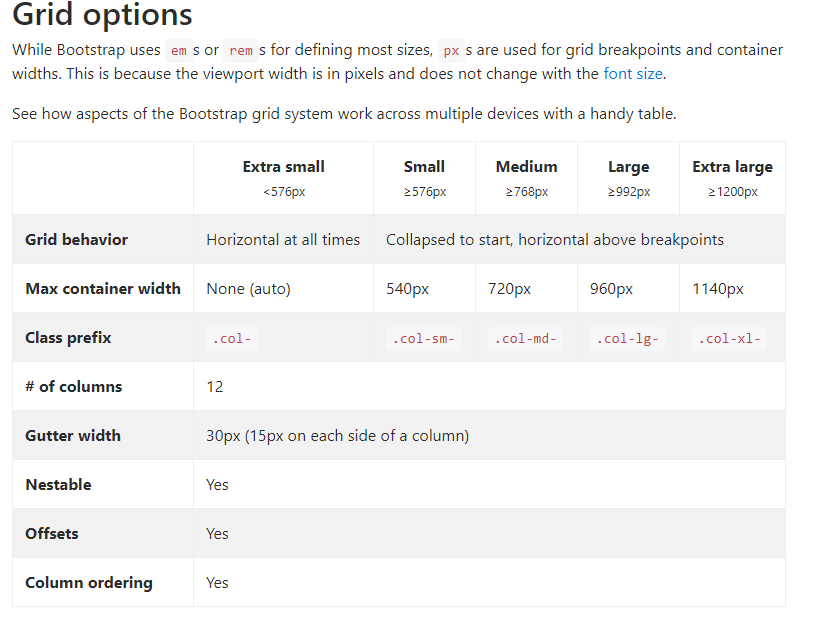 Grid options
While Bootstrap uses em s or rem s for defining most sizes, px s are used for grid breakpoints and container
widths. This is because the viewport width is in pixels and does not change with the font size.
See how aspects of the Bootstrap grid system work across multiple devices with a handy table.
Extra small Small Medium Large Extra large
<576px ≥576px ≥768px ≥992px ≥1200px
Grid behavior Horizontal at all times Collapsed to start, horizontal above breakpoints
Max container width None (auto) 540px 720px 960px 1140px
Class prefix .col- .col-sm- .col-md- .col-lg- .col-xl-
# of columns 12
Gutter width 30px (15px on each side of a column)
Nestable Yes
Offsets Yes
Column ordering Yes